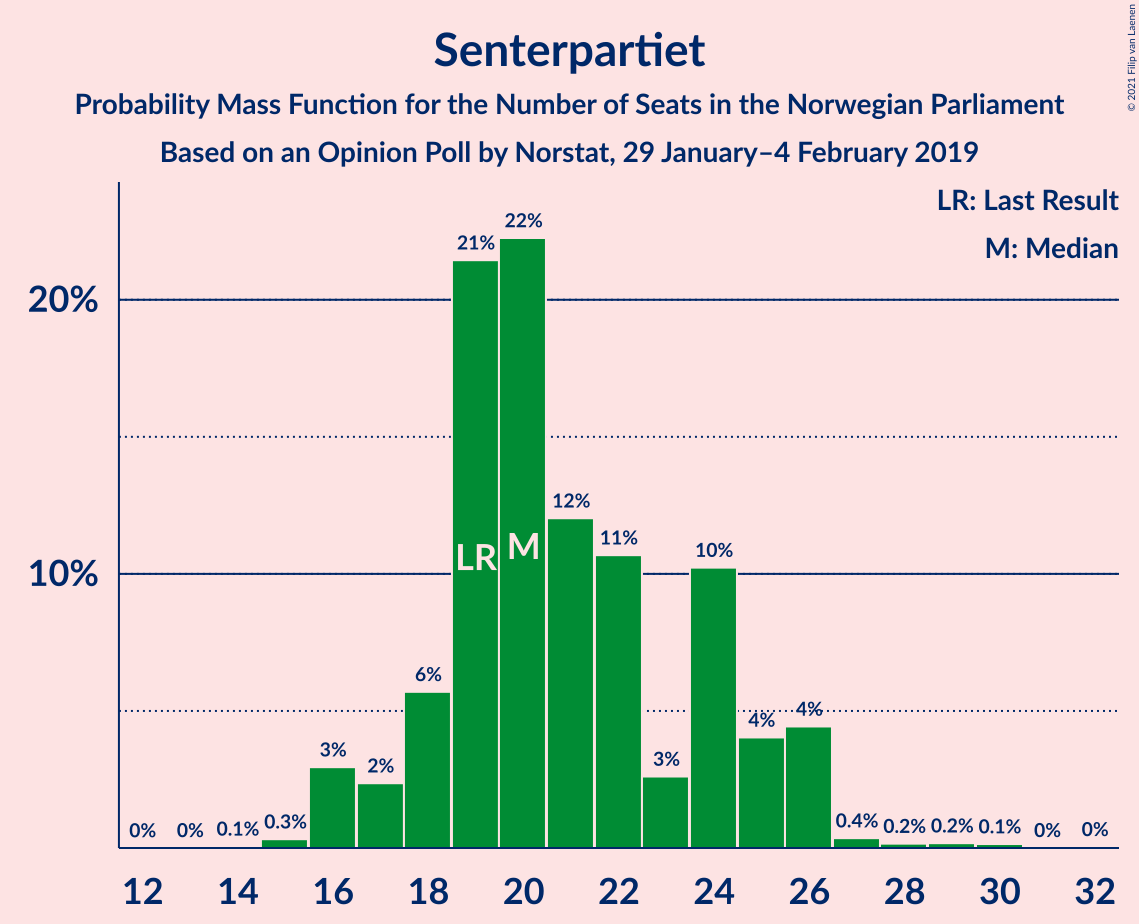 Senterpartiet
Probability Mass Function for the Number of Seats in the Norwegian Parliament
Based on an Opinion Poll by Norstat, 29 January–4 February 2019
© 2021 Filip van Laenen
LR: Last Result
M: Median
20%
10%
0% 0% 0.1% 0.3% 3% 2% 6% 21% 22% 12% 11% 3% 10% 4% 4% 0.4% 0.2% 0.2% 0.1% 0% 0%
LR M
12 14 16 18 20 22 24 26 28 30 32